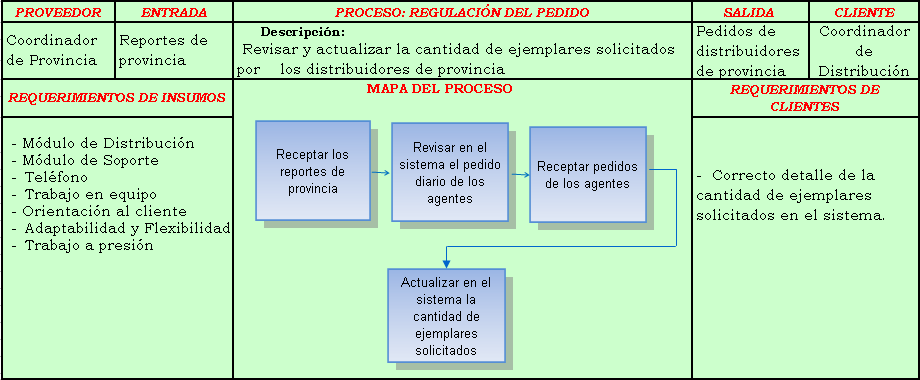 PROVEEDOR
ENTRADA
PROCESO: REGULACIÓN DEL PEDIDO
SALIDA
CLIENTE
Coordinador
de Provincia
Reportes de
provincia
Descripción:
Revisar y actualizar la cantidad de ejemplares solicitados
por los distribuidores de provincia
Pedidos de
distribuidores
de provincia
Coordinador
de
Distribución
REQUERIMIENTOS DE INSUMOS
MAPA DEL PROCESO
REQUERIMIENTOS DE
CLIENTES
- Módulo de Distribución
- Módulo de Soporte
- Teléfono
- Trabajo en equipo
- Orientación al cliente
- Adaptabilidad y Flexibilidad
- Trabajo a presión
Receptar los
reportes de
provincia
Revisar en el
sistema el pedido
diario de los
agentes
Receptar pedidos
de los agentes
Actualizar en el
sistema la
cantidad de
ejemplares
solicitados
- Correcto detalle de la
cantidad de ejemplares
solicitados en el sistema.